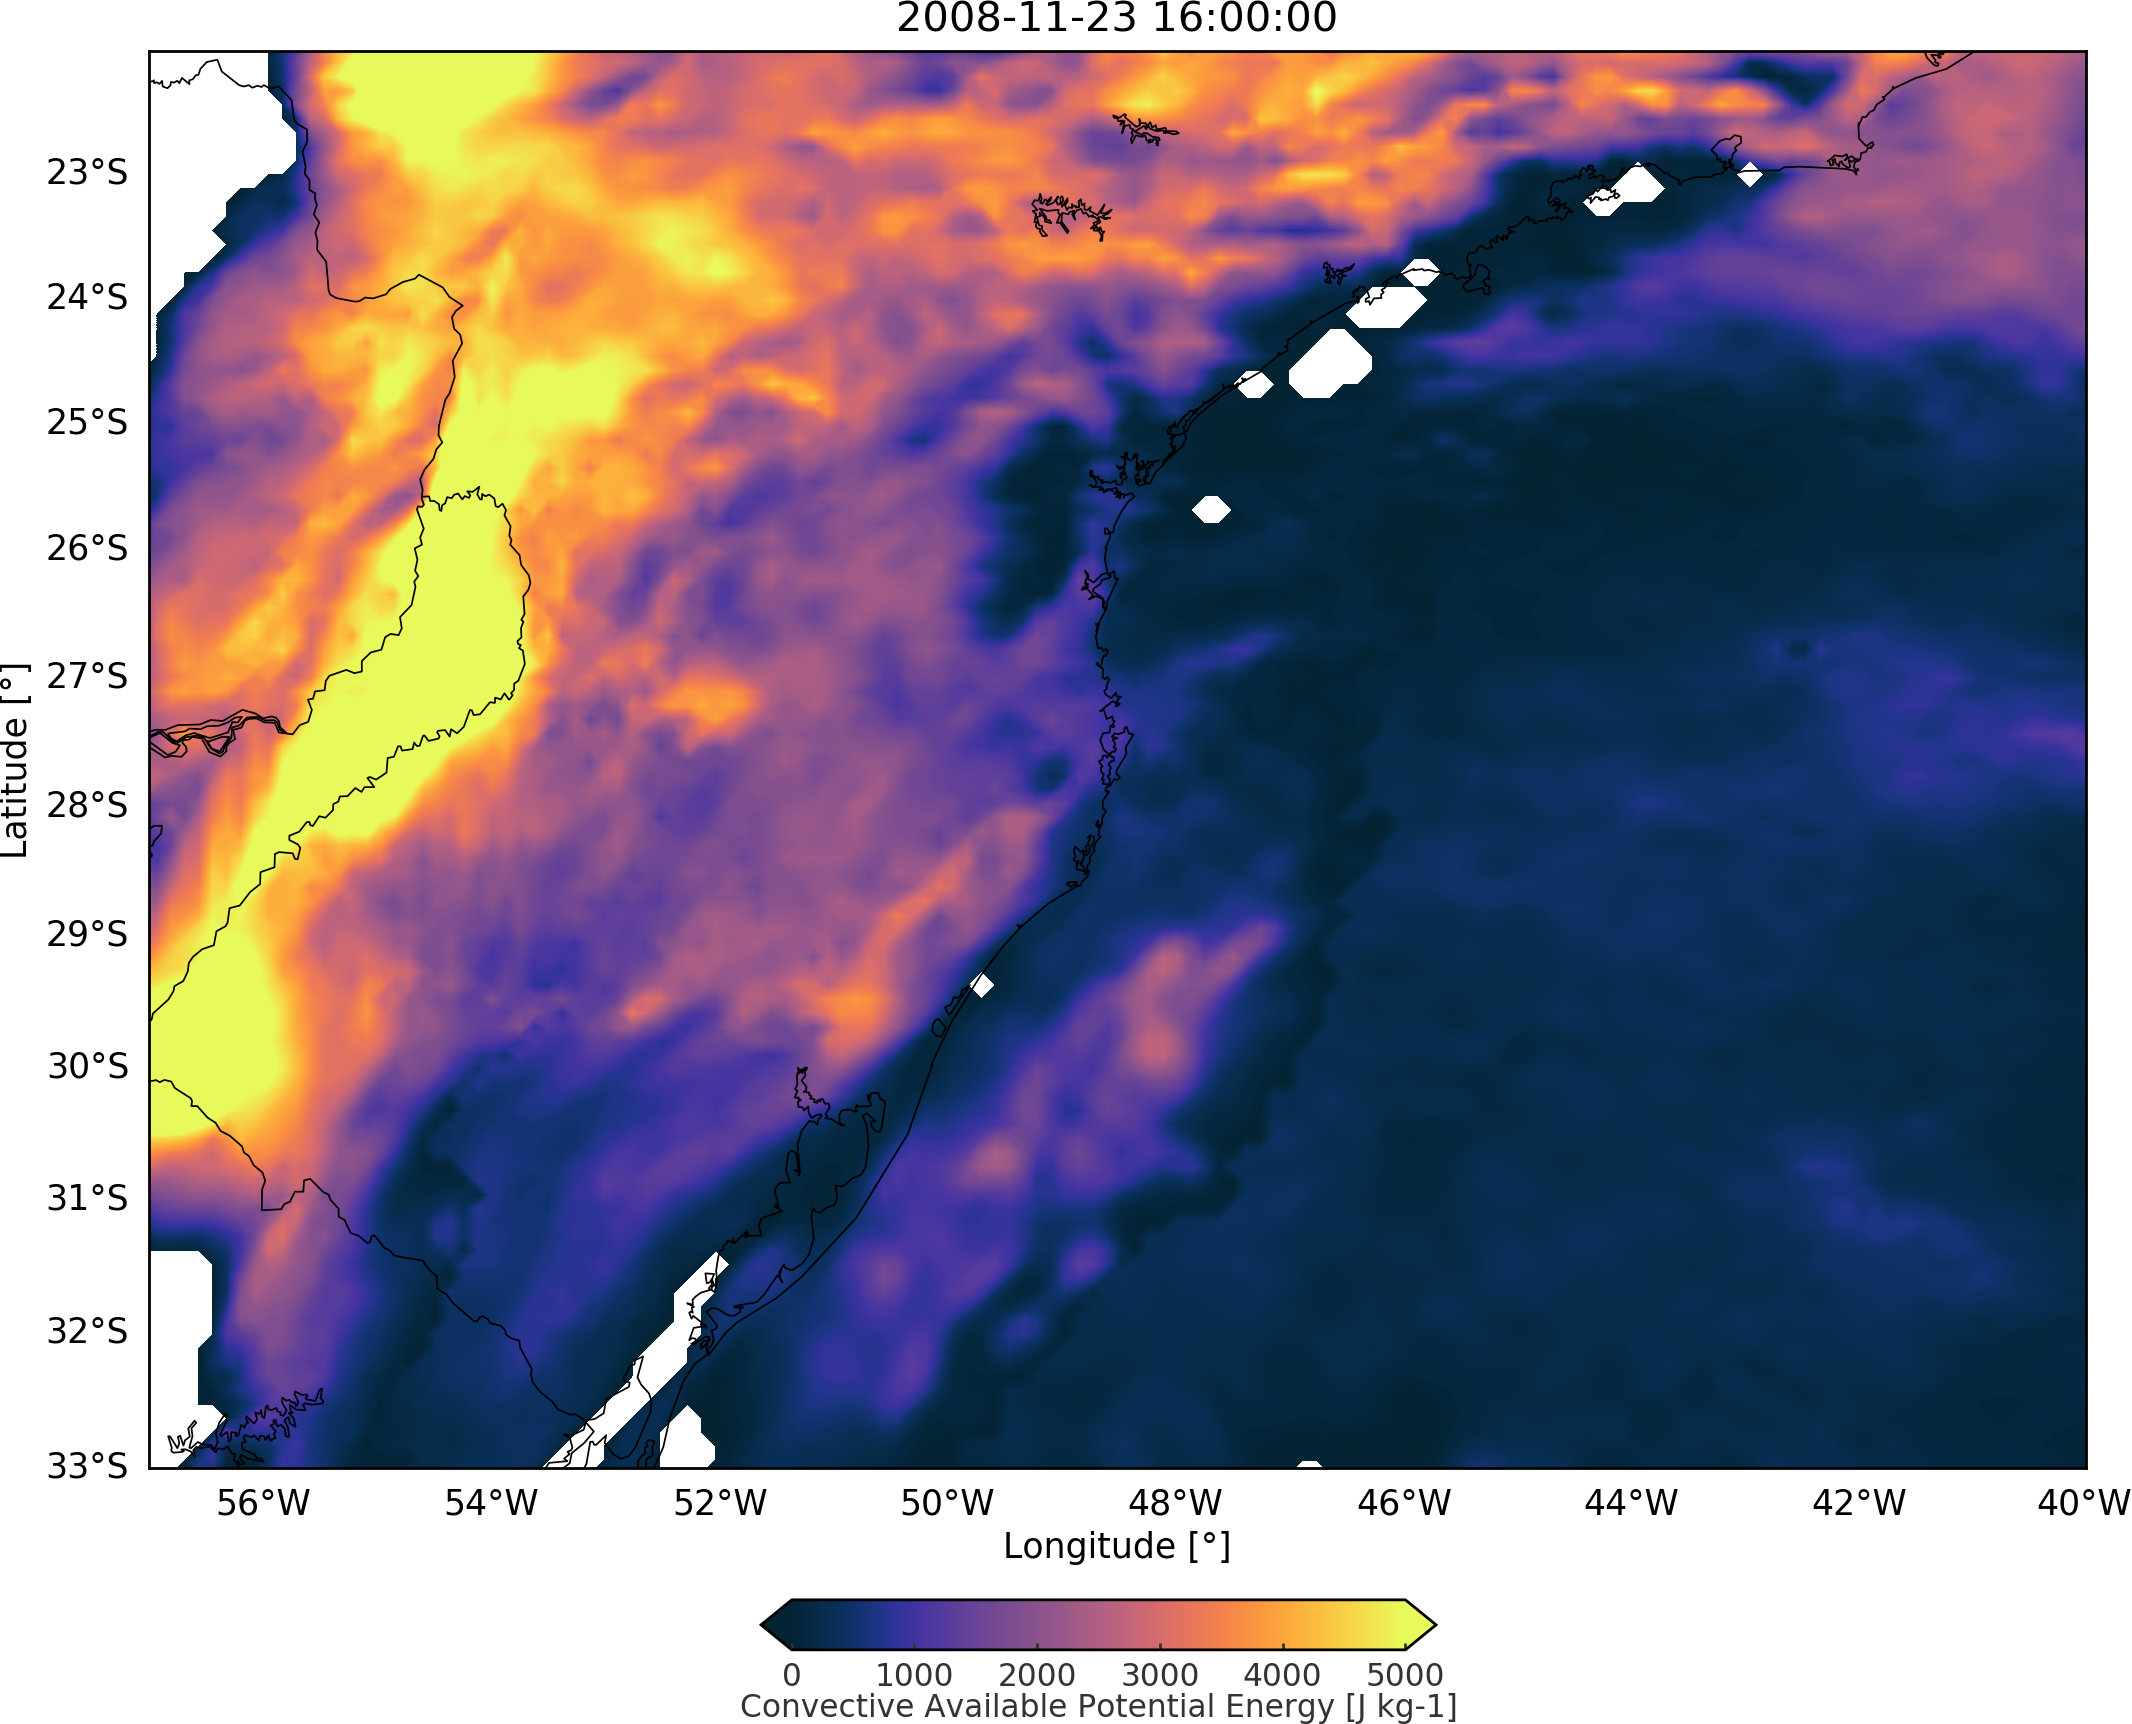 2008-11-23 16:00:00
23°S
24°S
25°S
26°S
27°S
28°S
29°S
30°S
31°S
32°S
33°S
Latitude [°]
56°W 54°W 52°W 50°W 48°W 46°W 44°W 42°W 40°W
Longitude [°]
0 1000 2000 3000 4000 5000
Convective Available Potential Energy [J kg-1]